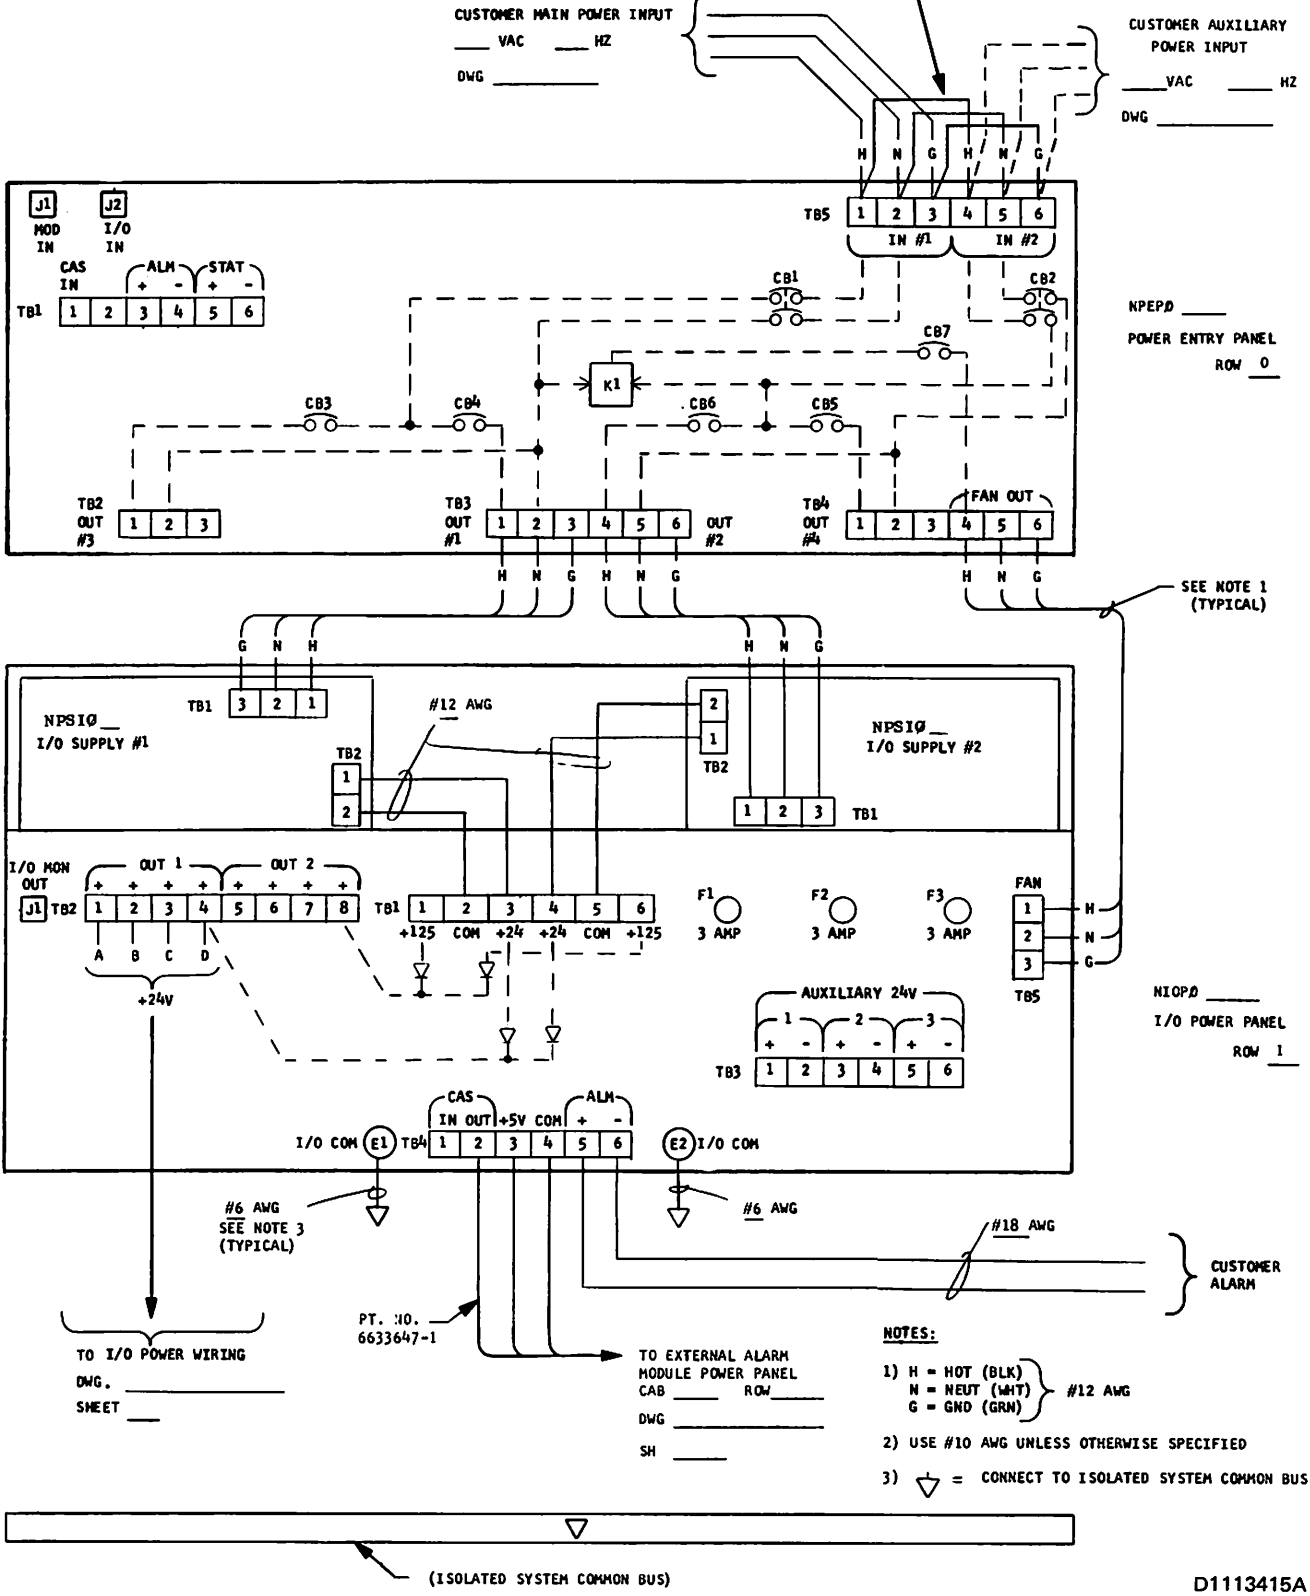 CUSTOMER MAIN POWER INPUT
___ VAC ___ HZ
DWG ___
CUSTOMER AUXILIARY
POWER INPUT
___ VAC ___ HZ
DWG ___
H N G H N G
TB5 1 2 3 4 5 6
IN #1 IN #2
J1 J2
MOD IN
I/O IN
CAS IN
ALM STAT
+ - + -
TB1 1 2 3 4 5 6
CB1
CB2
CB7
K1
CB3
CB4
CB6
CB5
NPEPØ ___
POWER ENTRY PANEL
ROW 0
TB2
OUT
#3
1 2 3
TB3
OUT
#1
1 2 3 4 5 6
OUT
#2
TB4
OUT
#4
FAN OUT
1 2 3 4 5 6
H N G H N G
H N G
SEE NOTE 1
(TYPICAL)
G N H
H N G
TB1 3 2 1
NPSIØ__
I/O SUPPLY #1
TB2
1
2
#12 AWG
2
1
TB2
NPSIØ__
I/O SUPPLY #2
1 2 3 TB1
I/O MON
OUT
J1
OUT 1 OUT 2
+ + + + + + + +
TB2 1 2 3 4 5 6 7 8
A B C D
+24V
TB1 1 2 3 4 5 6
+125 COM +24 +24 COM +125
F1
3 AMP
F2
3 AMP
F3
3 AMP
FAN
1 H
2 N
3 G
TB5
AUXILIARY 24V
1 2 3
+ - + - + -
TB3 1 2 3 4 5 6
NIOPØ ___
I/O POWER PANEL
ROW 1
CAS ALM
IN OUT +5V COM + -
I/O COM E1 TB4 1 2 3 4 5 6
E2 I/O COM
#6 AWG
SEE NOTE 3
(TYPICAL)
#6 AWG
#18 AWG
CUSTOMER
ALARM
PT. NO.
6633647-1
TO I/O POWER WIRING
DWG. ___
SHEET ___
TO EXTERNAL ALARM
MODULE POWER PANEL
CAB ___ ROW ___
DWG ___
SH ___
NOTES:
1) H = HOT (BLK)
N = NEUT (WHT)
G = GND (GRN)
#12 AWG
2) USE #10 AWG UNLESS OTHERWISE SPECIFIED
3) = CONNECT TO ISOLATED SYSTEM COMMON BUS
(ISOLATED SYSTEM COMMON BUS)
D1113415A